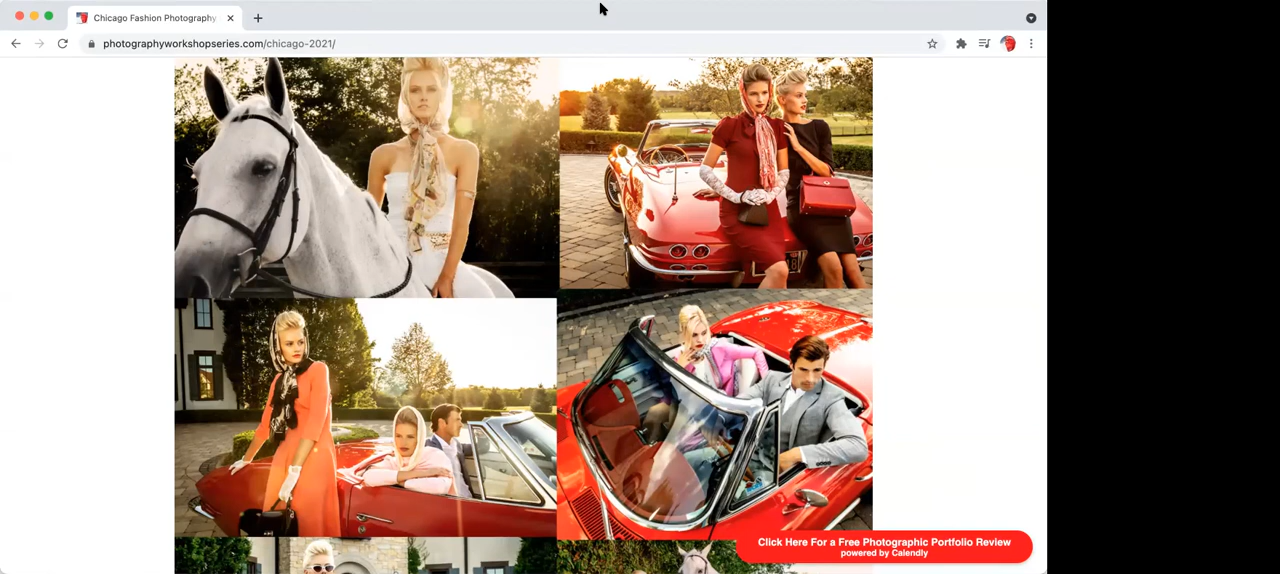 Chicago Fashion Photography
photographyworkshopseries.com/chicago-2021/
Click Here For a Free Photographic Portfolio Review
powered by Calendly